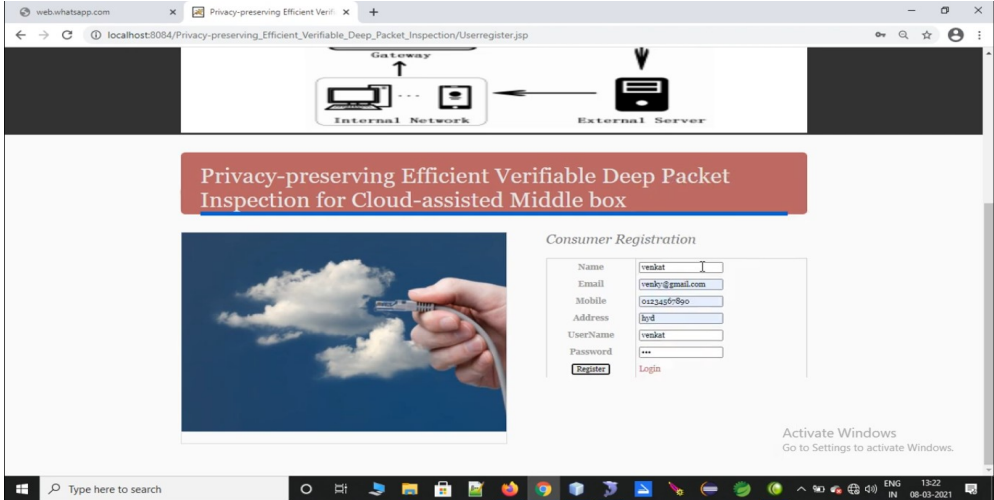 web.whatsapp.com
Privacy-preserving Efficient Verif
localhost:8084/Privacy-preserving_Efficient_Verifiable_Deep_Packet_Inspection/Userregister.jsp
Gateway
Internal Network
External Server
Privacy-preserving Efficient Verifiable Deep Packet
Inspection for Cloud-assisted Middle box
Consumer Registration
Name venkat
Email venky@gmail.com
Mobile 01234567890
Address hyd
UserName venkat
Password •••
Register Login
Activate Windows
Go to Settings to activate Windows.
Type here to search
ENG 13:22
IN 08-03-2021